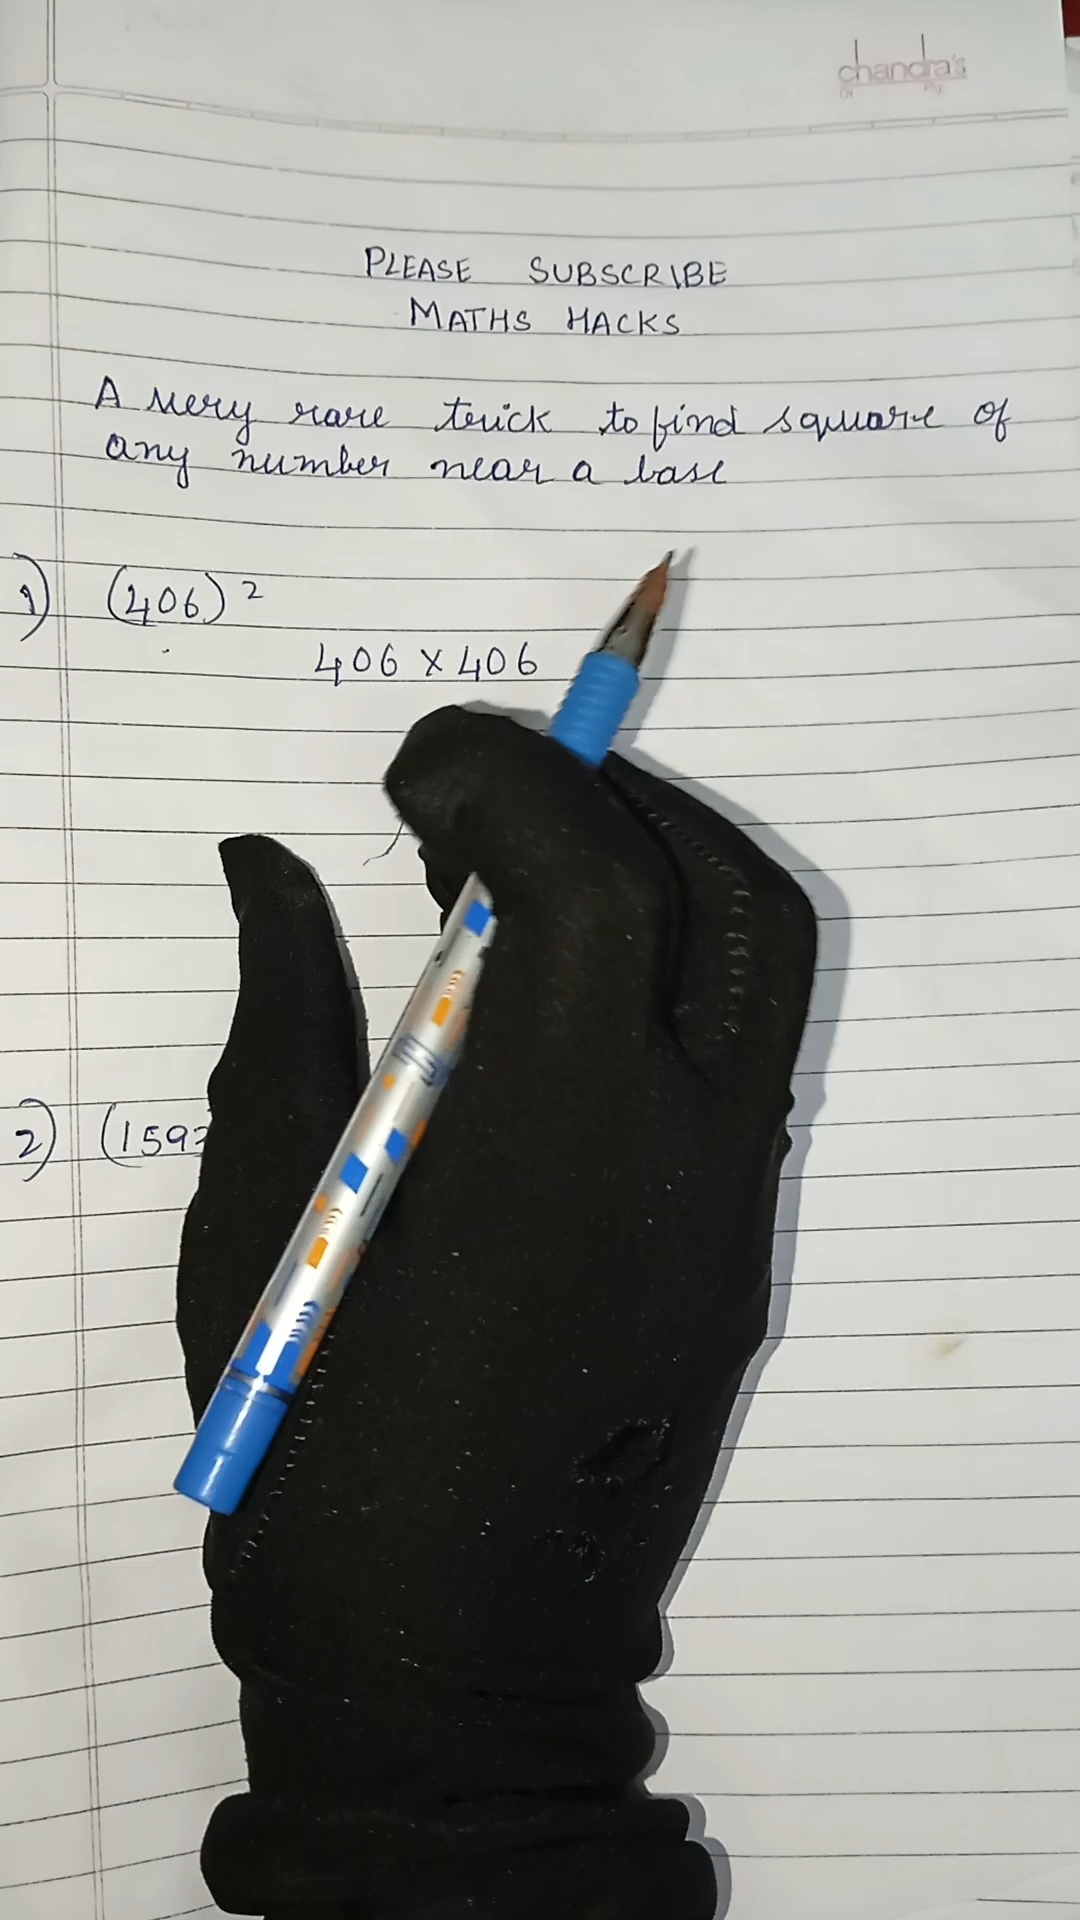 chandra's
PLEASE SUBSCRIBE
MATHS HACKS
A very rare trick to find square of
any number near a base
1) (406)²
406 x 406
2) (1592